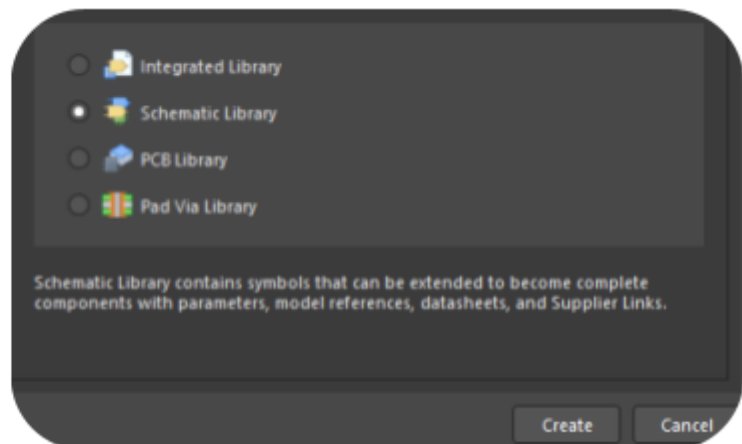 Integrated Library
Schematic Library
PCB Library
Pad Via Library
Schematic Library contains symbols that can be extended to become complete
components with parameters, model references, datasheets, and Supplier Links.
Create Cancel